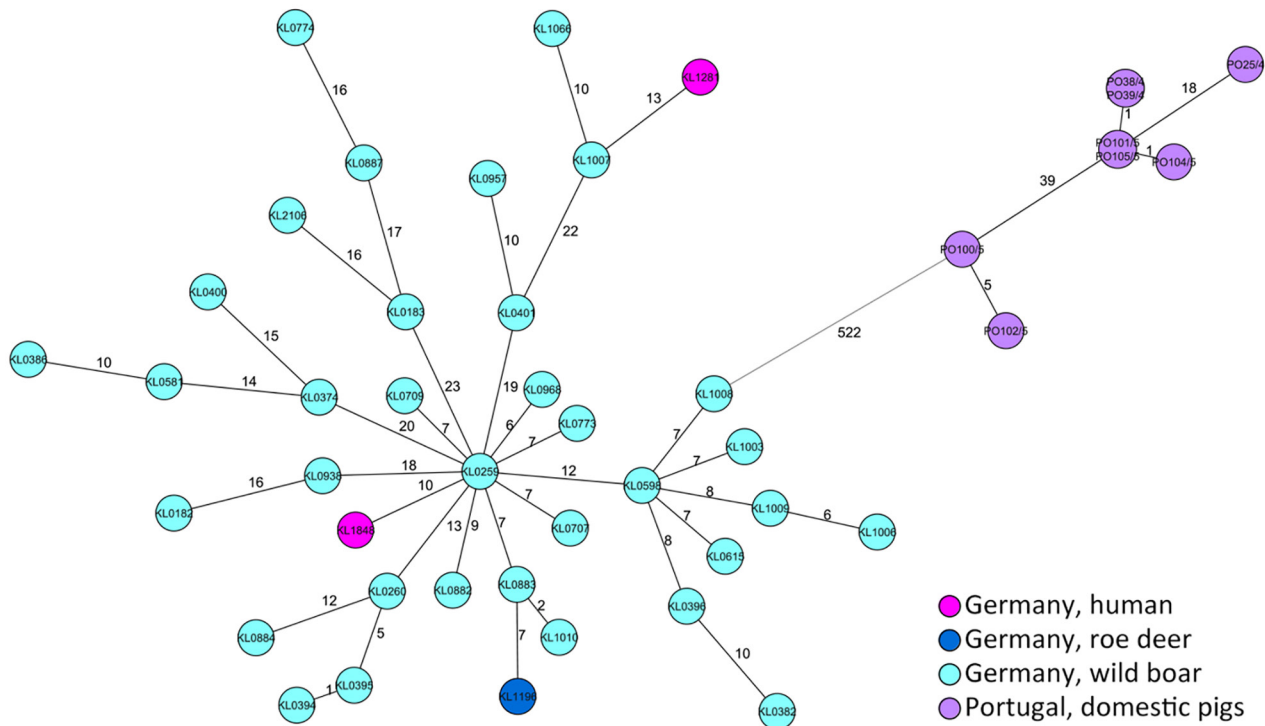 KL0774
KL1066
KL1281
PO25/4
PO38/4
PO39/4
16
10
13
18
1
PO101/5
PO105/5
1
PO104/5
KL0887
KL1007
KL0957
39
KL2106
17
10
22
16
PO100/5
KL0400
KL0183
KL0401
5
PO102/5
522
15
KL0386
10
KL0581
14
KL0374
23
19
KL0968
KL0709
KL1008
6
7
KL0773
20
7
7
KL1003
7
KL0938
18
KL0259
12
KL0598
16
10
7
8
KL1009
KL0182
KL1848
KL0707
6
KL1006
13
9
7
8
7
KL0615
KL0260
KL0882
KL0883
KL0396
12
2
KL0884
5
7
KL1010
10
KL0395
1
KL0394
KL1196
KL0382
Germany, human
Germany, roe deer
Germany, wild boar
Portugal, domestic pigs